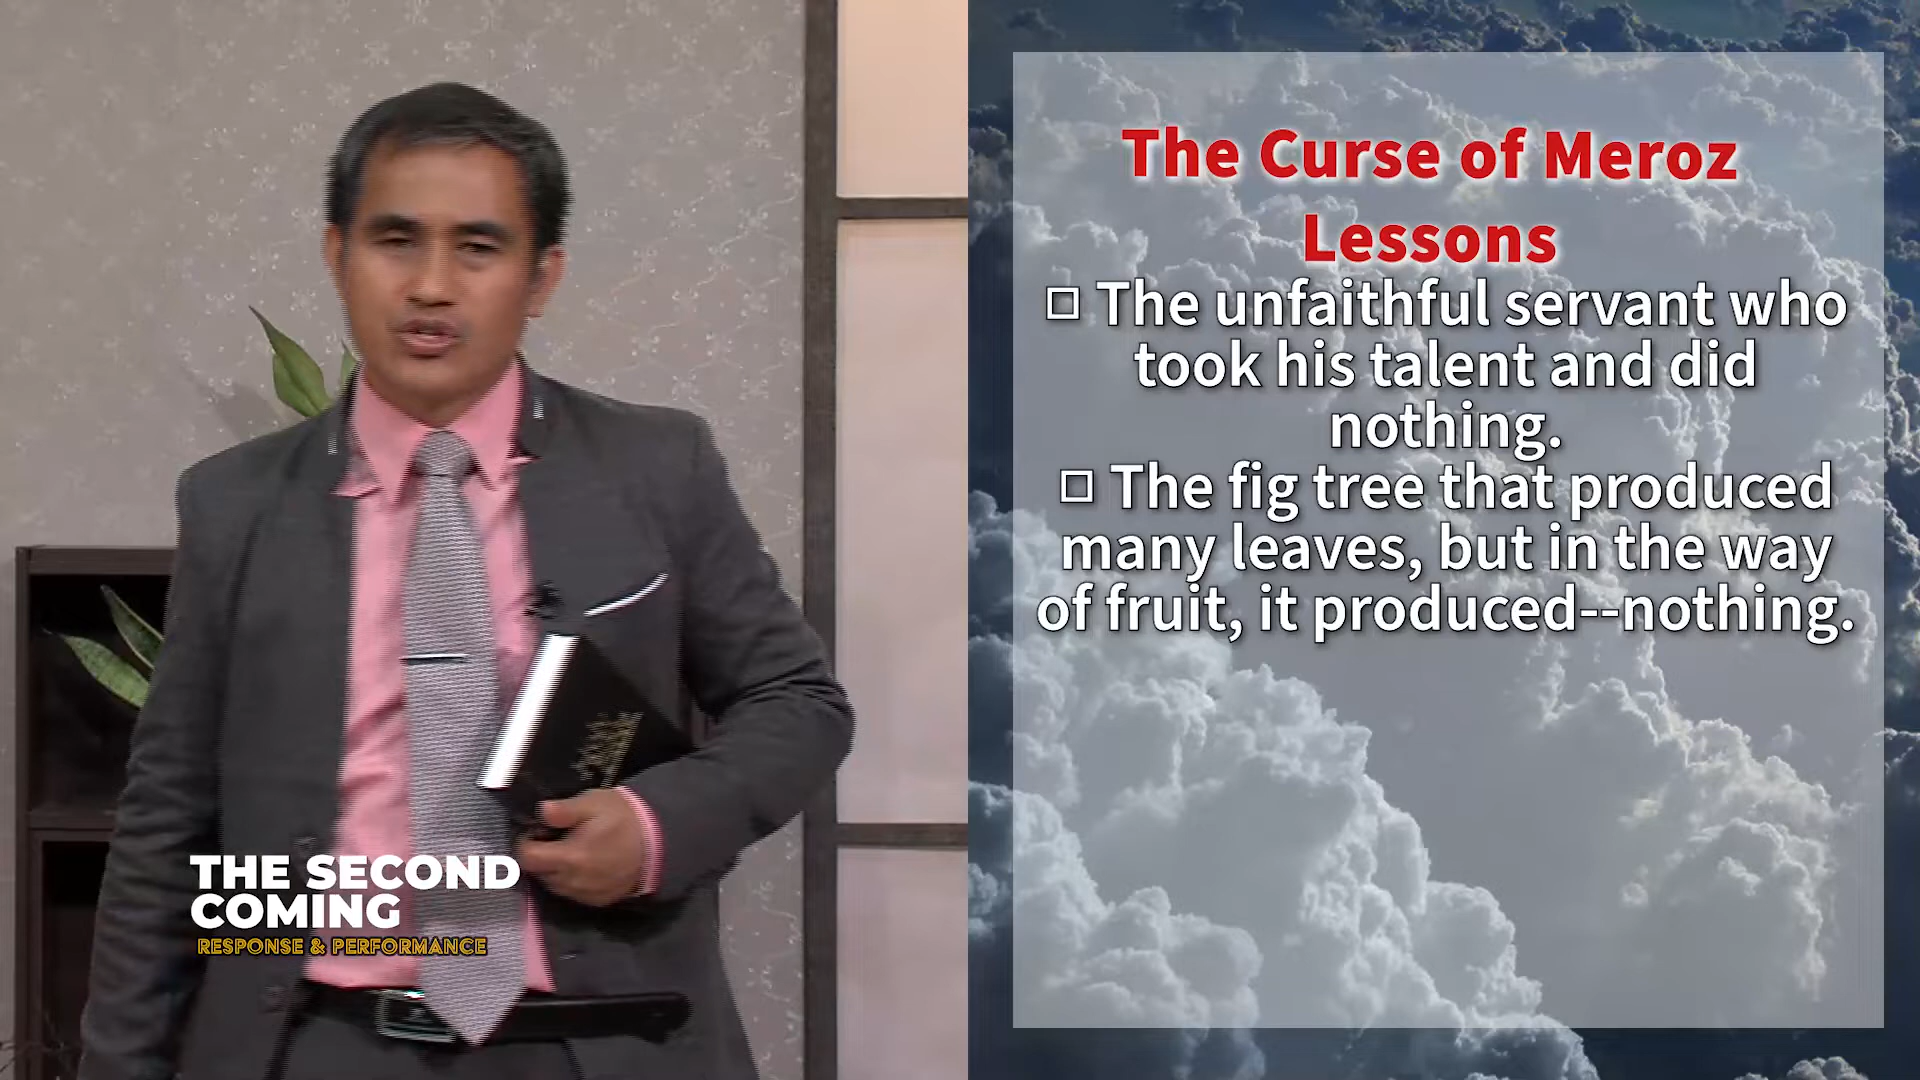 The Curse of Meroz
Lessons
□ The unfaithful servant who
took his talent and did
nothing.
□ The fig tree that produced
many leaves, but in the way
of fruit, it produced--nothing.
THE SECOND
COMING
RESPONSE & PERFORMANCE